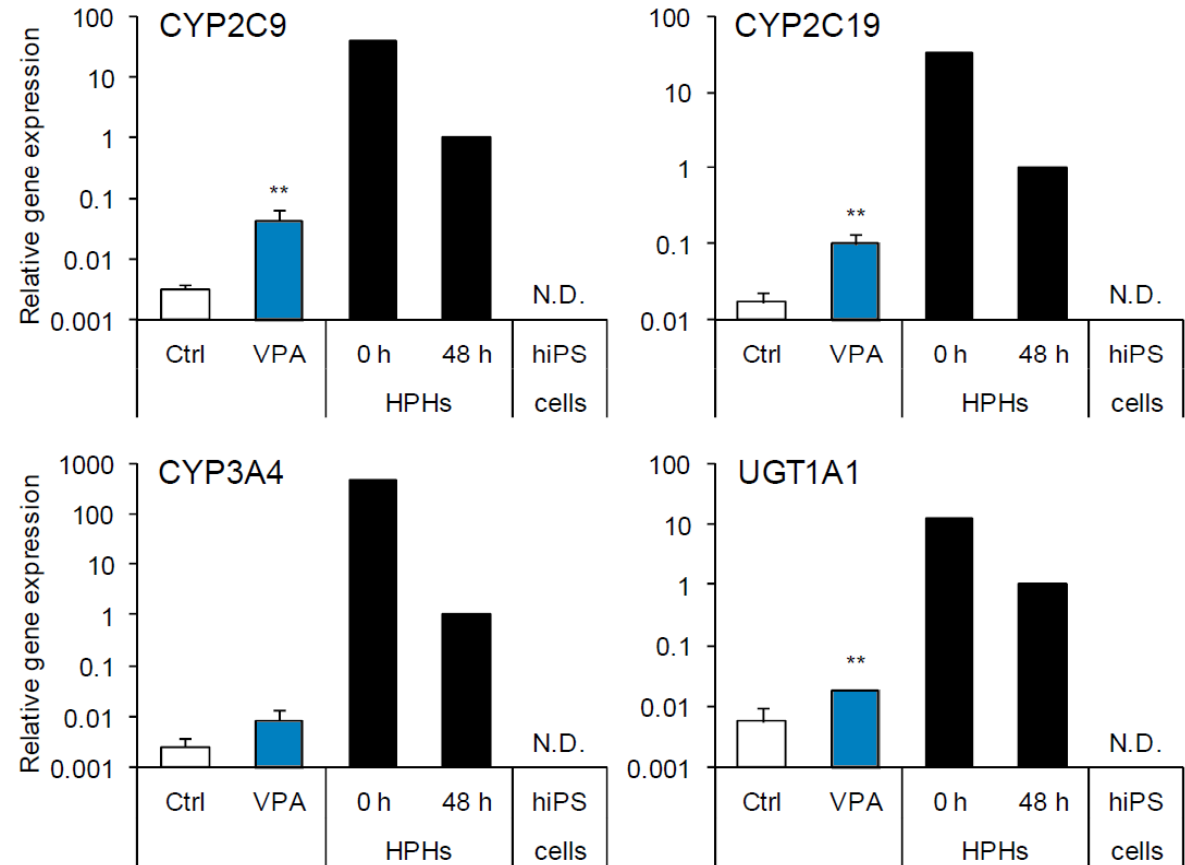 CYP2C9
Relative gene expression
100
10
1
0.1
0.01
0.001
**
N.D.
Ctrl VPA 0 h 48 h hiPS
HPHs cells
CYP2C19
100
10
1
0.1
0.01
**
N.D.
Ctrl VPA 0 h 48 h hiPS
HPHs cells
CYP3A4
Relative gene expression
1000
100
10
1
0.1
0.01
0.001
N.D.
Ctrl VPA 0 h 48 h hiPS
HPHs cells
UGT1A1
100
10
1
0.1
0.01
0.001
**
N.D.
Ctrl VPA 0 h 48 h hiPS
HPHs cells